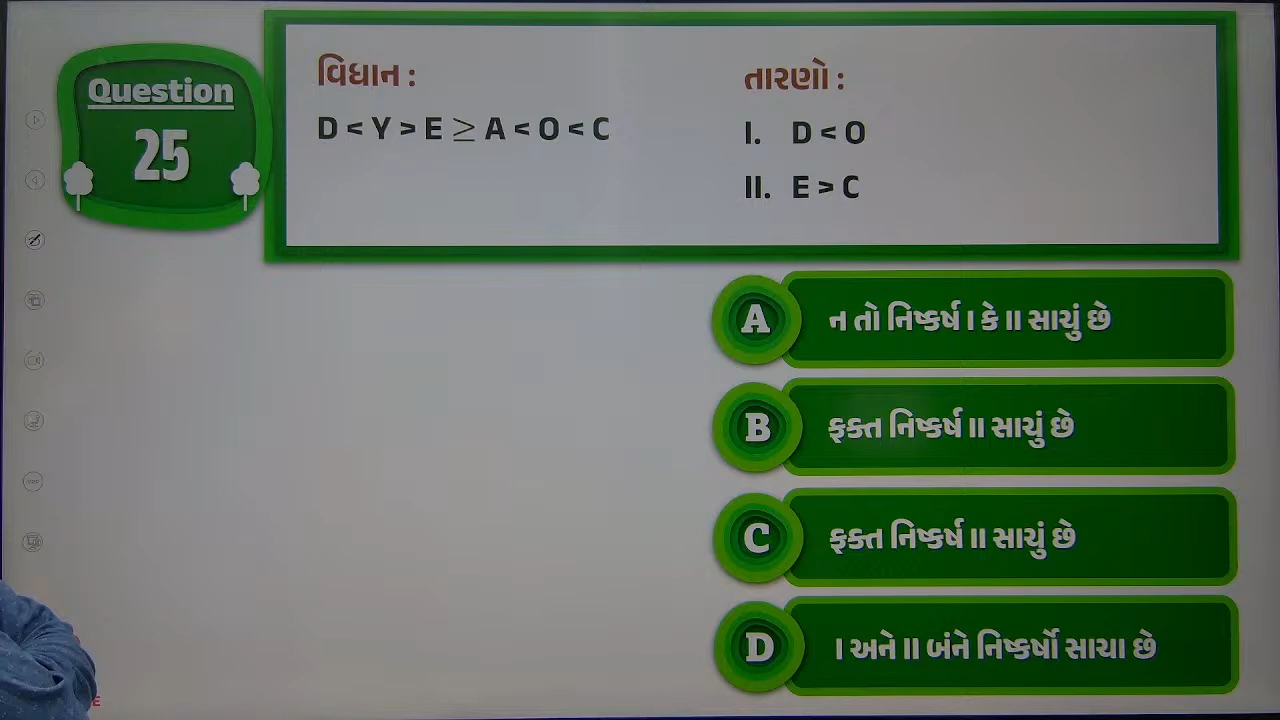 Question
25
વિધાન :
D < Y > E ≥ A < O < C
તારણો :
I. D < O
II. E > C
A ન તો નિષ્કર્ષ I કે II સાચું છે
B ફક્ત નિષ્કર્ષ II સાચું છે
C ફક્ત નિષ્કર્ષ II સાચું છે
D I અને II બંને નિષ્કર્ષો સાચા છે